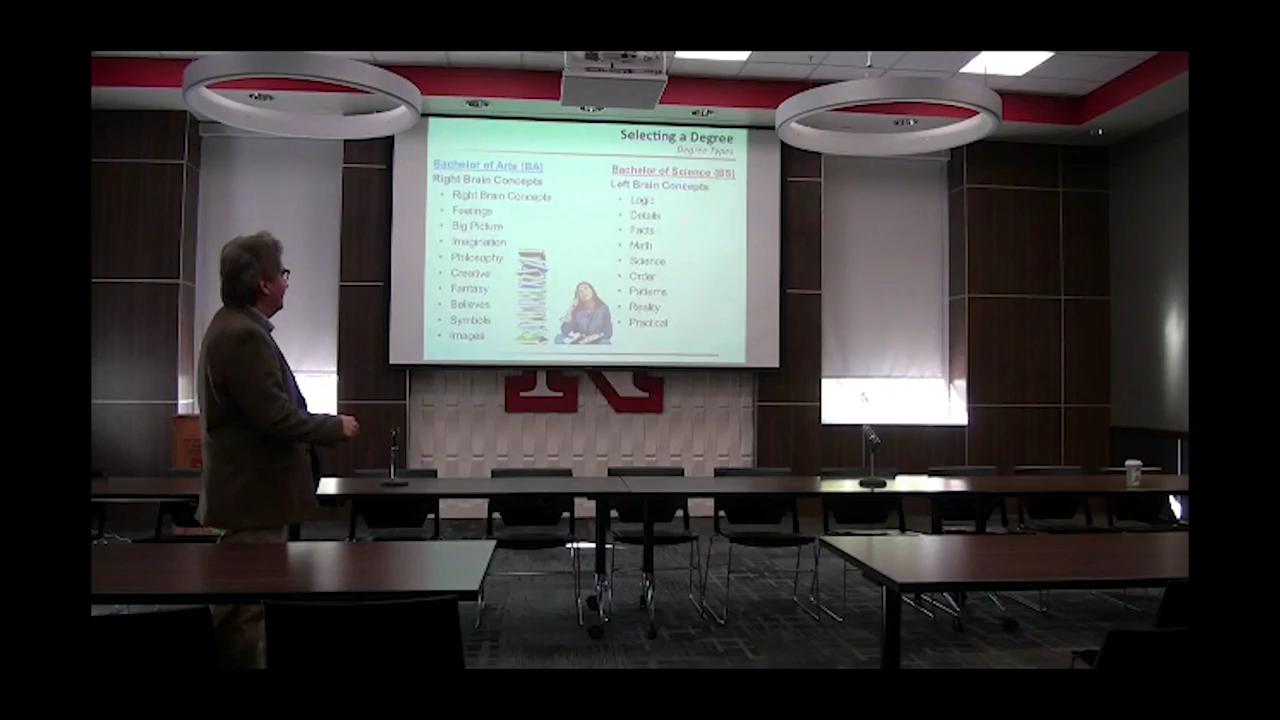 Selecting a Degree
Degree Types
Bachelor of Arts (BA)
Right Brain Concepts
• Right Brain Concepts
• Feelings
• Big Picture
• Imagination
• Philosophy
• Creative
• Fantasy
• Believes
• Symbols
• Images
Bachelor of Science (BS)
Left Brain Concepts
• Logic
• Details
• Facts
• Math
• Science
• Order
• Patterns
• Reality
• Practical